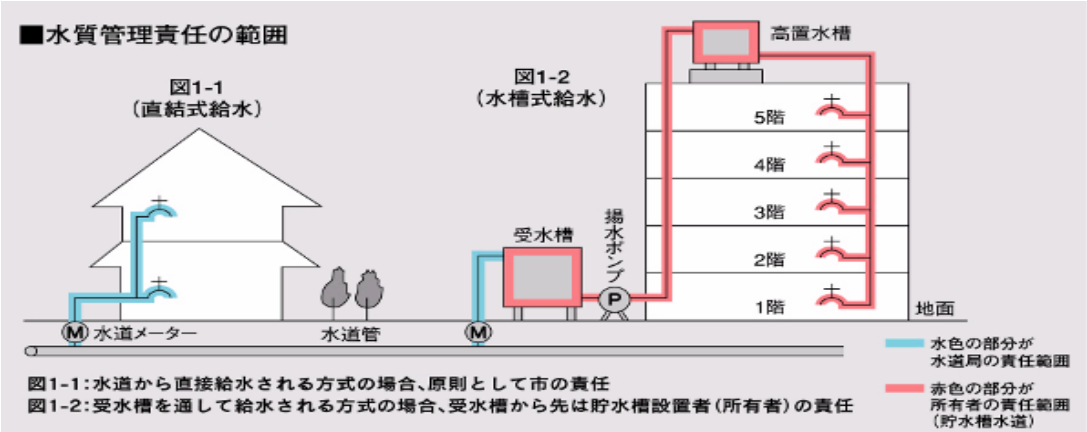 ■水質管理責任の範囲
図1-1
(直結式給水)
図1-2
(水槽式給水)
高置水槽
5階
4階
3階
2階
1階
受水槽
揚水ポンプ
P
地面
M
水道メーター
水道管
M
水色の部分が
水道局の責任範囲
赤色の部分が
所有者の責任範囲
(貯水槽水道)
図1-1:水道から直接給水される方式の場合、原則として市の責任
図1-2:受水槽を通して給水される方式の場合、受水槽から先は貯水槽設置者(所有者)の責任